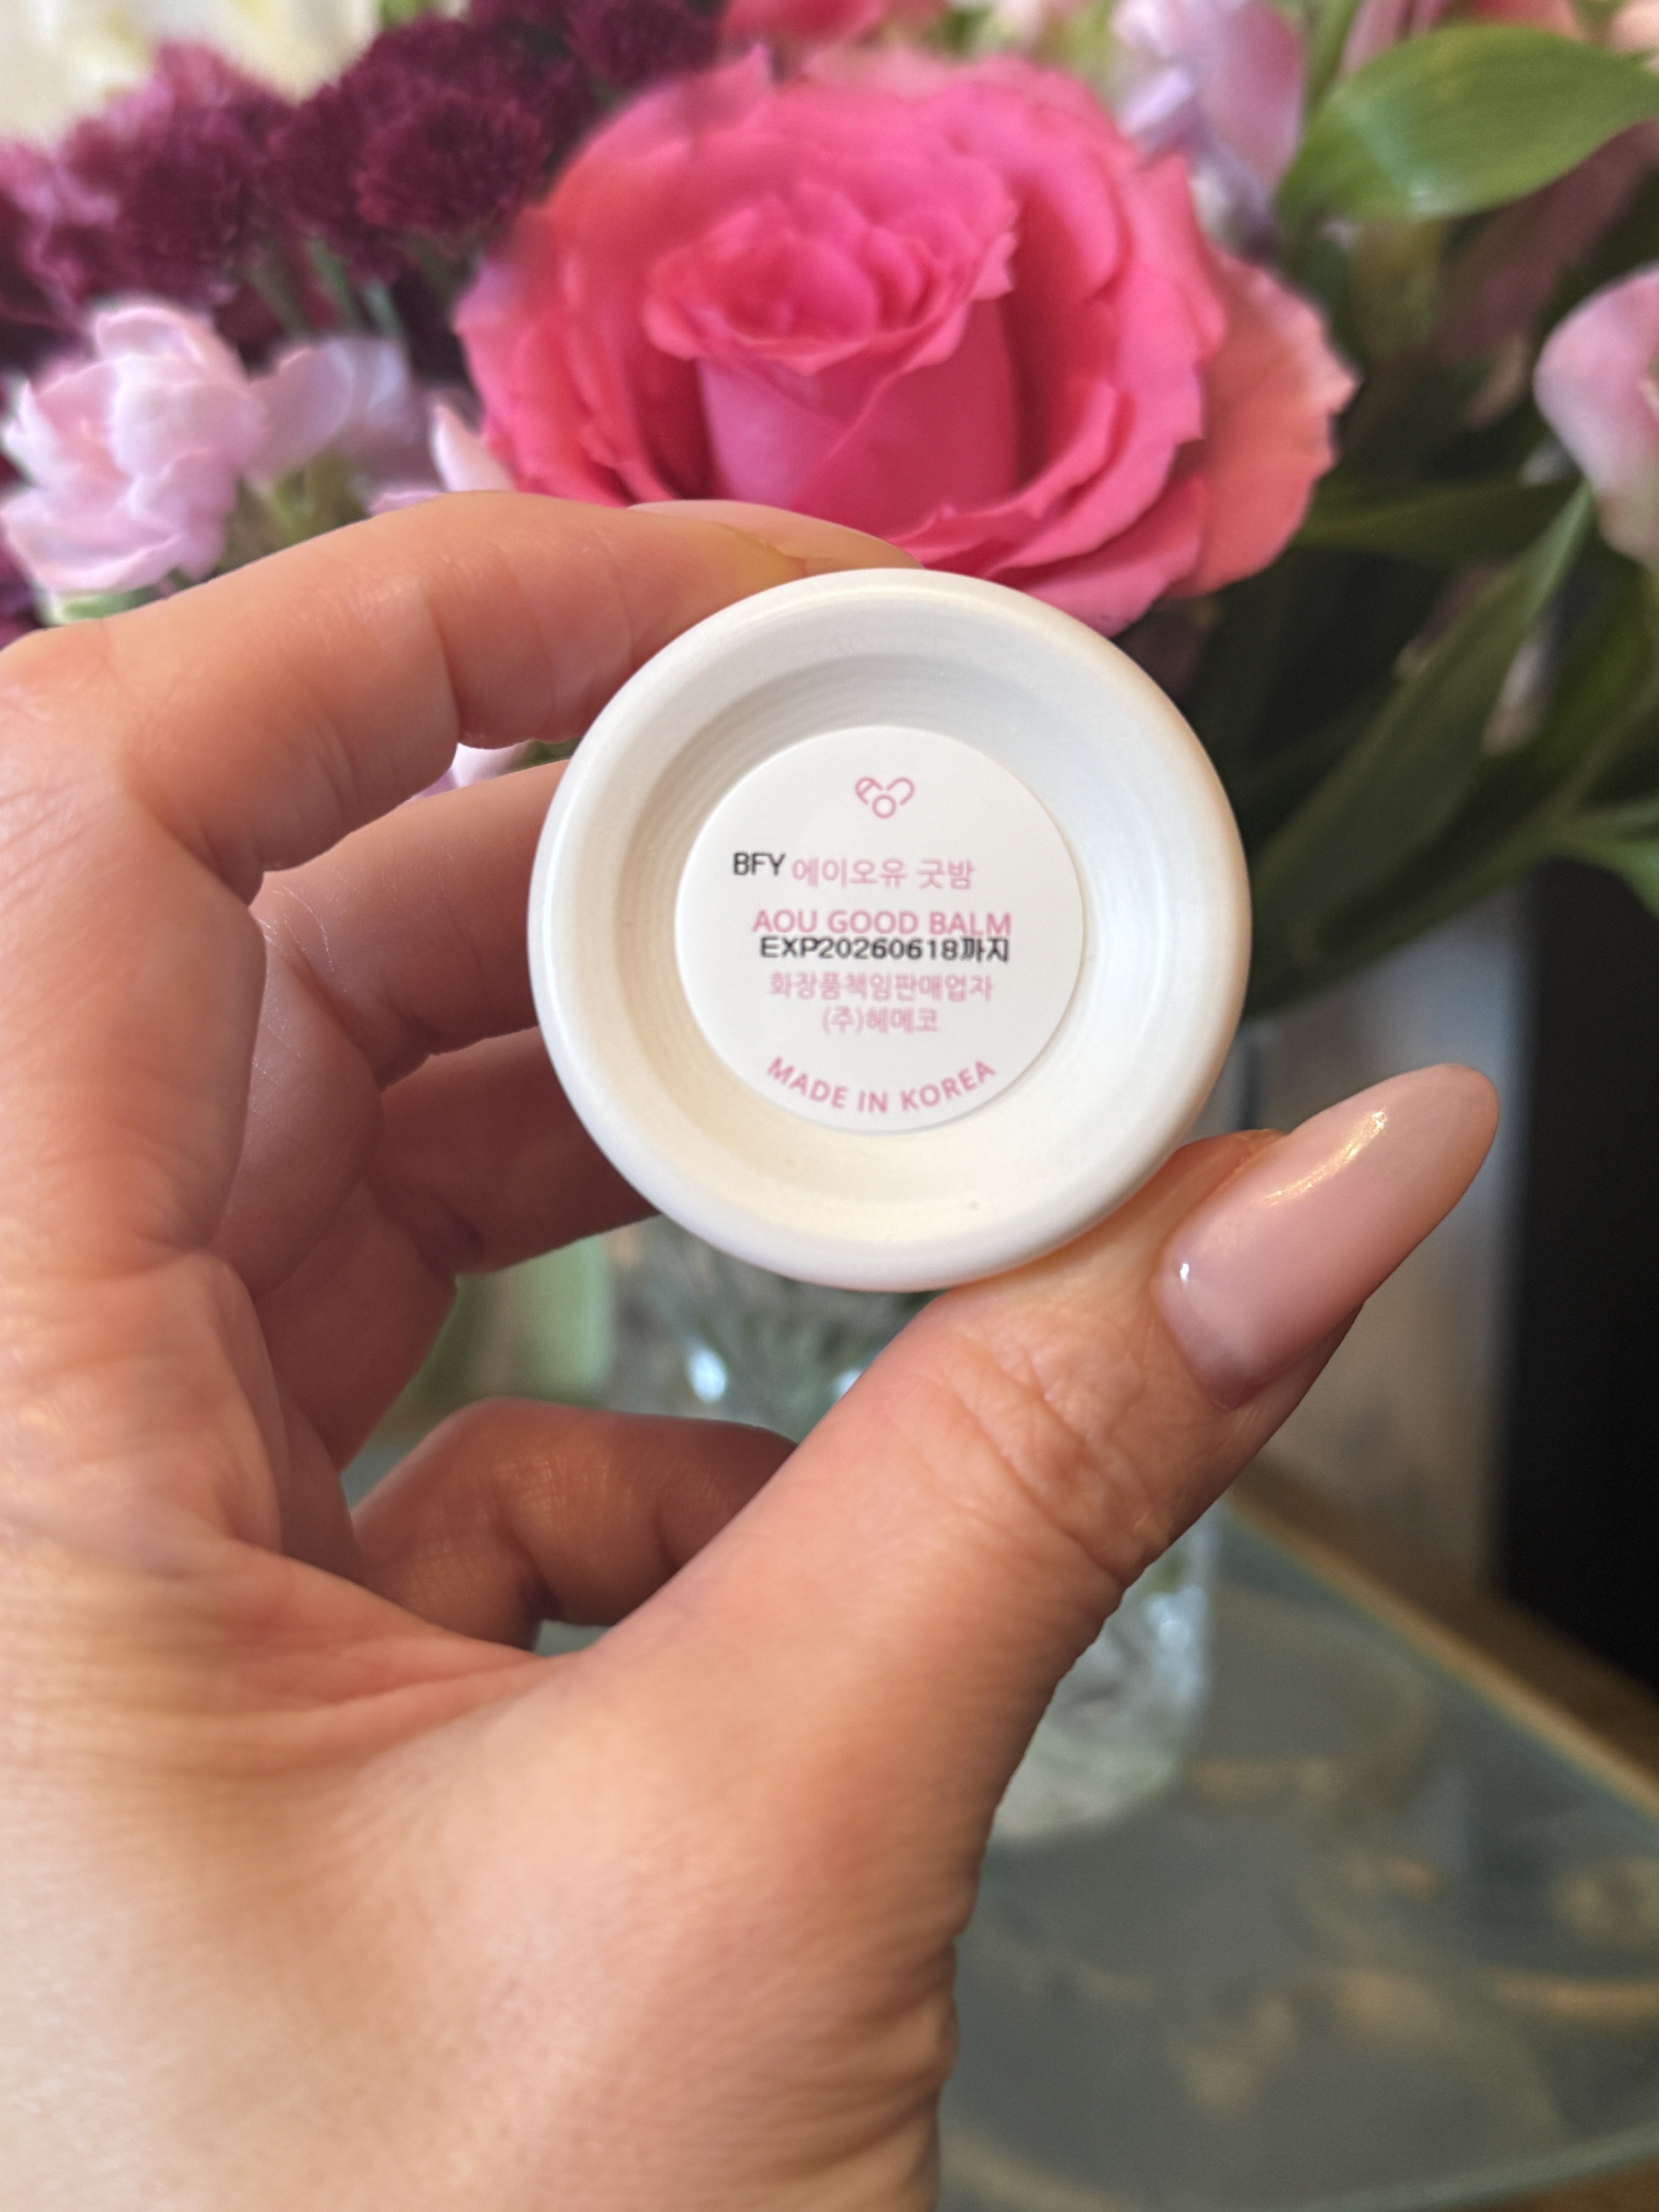 BFY 에이오유 굿밤
AOU GOOD BALM
EXP20260618까지
화장품책임판매업자
(주)헤메코
MADE IN KOREA